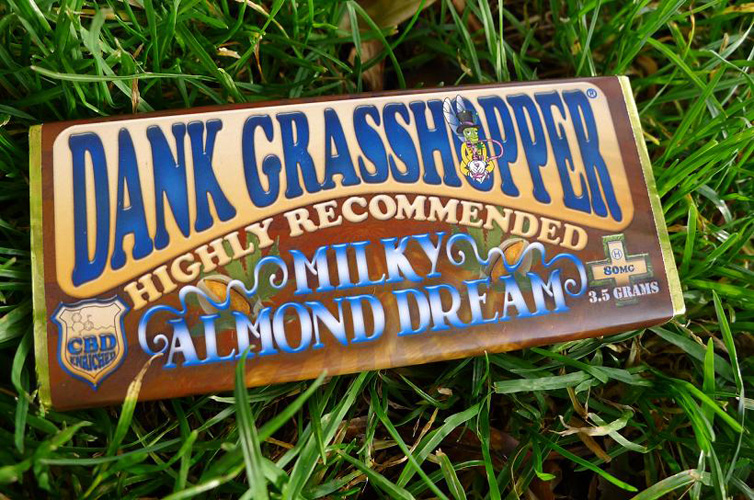 DANK GRASSHOPPER®
HIGHLY RECOMMENDED
MILKY
ALMOND DREAM
H
80MG
3.5 GRAMS
CBD
ENRICHED